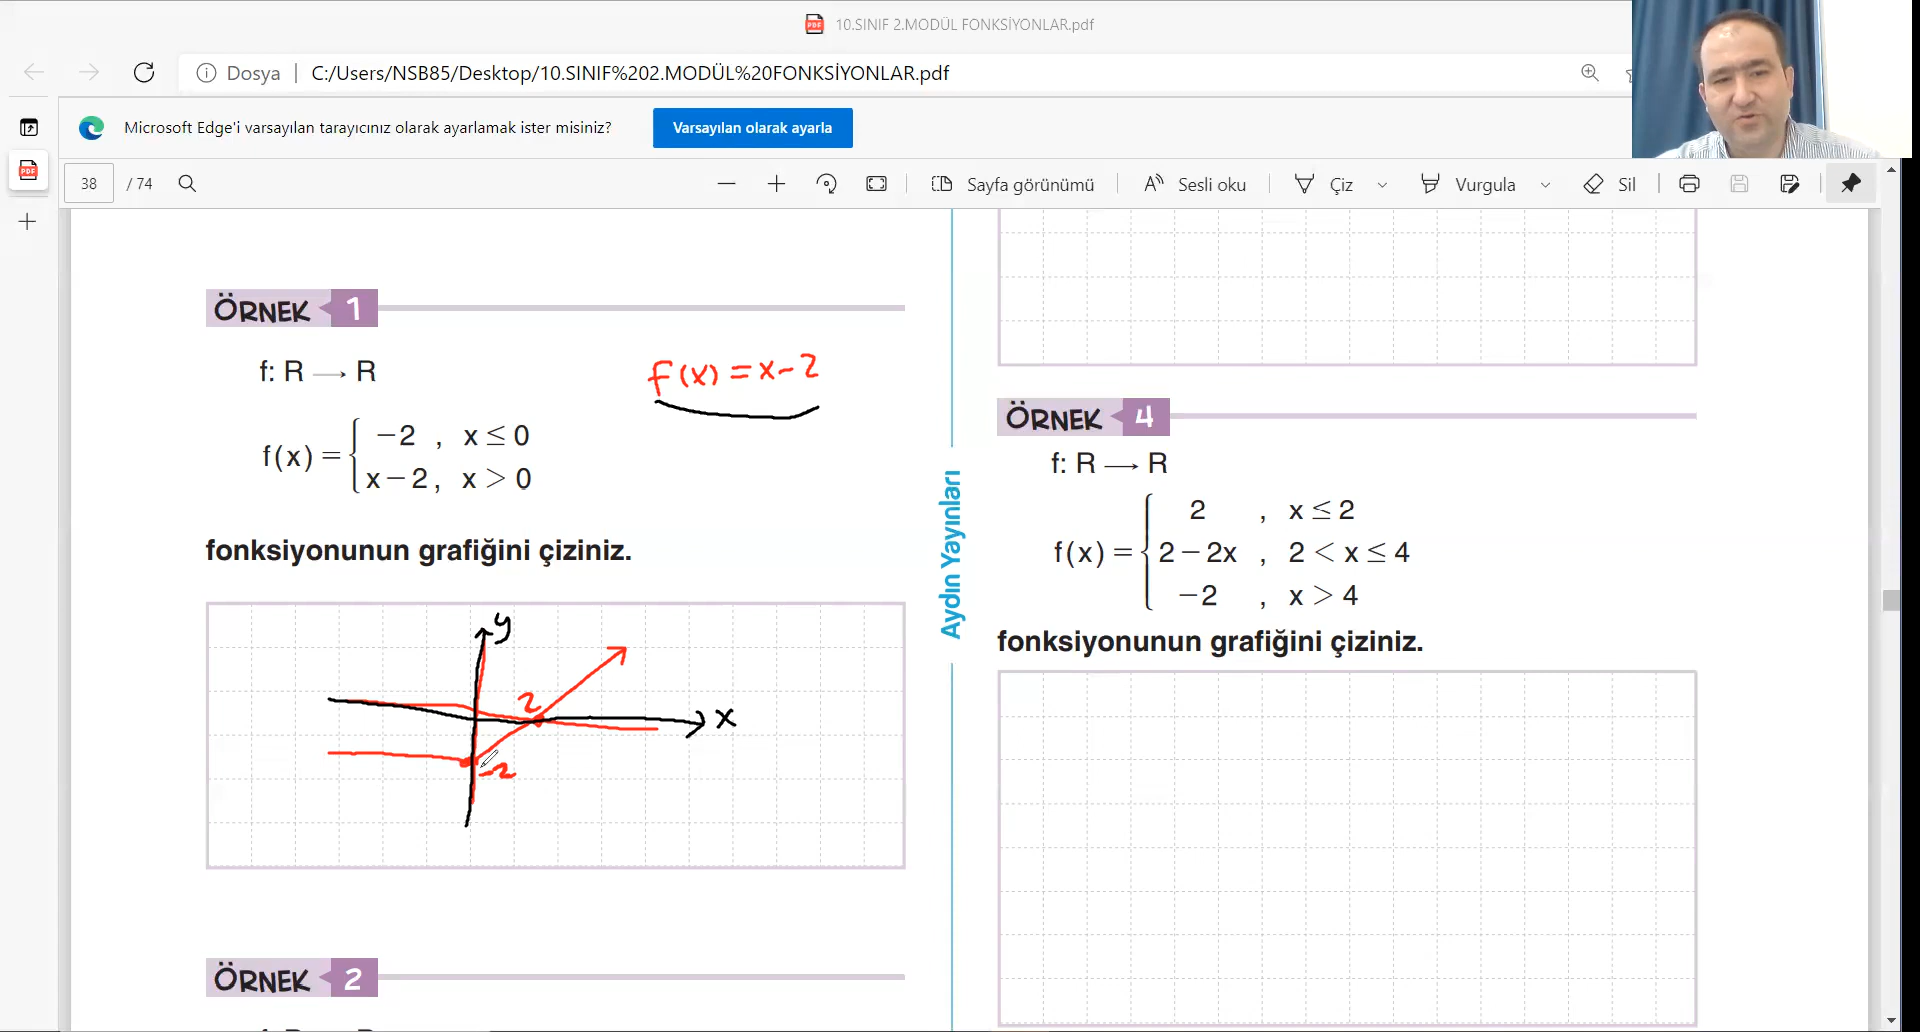 10.SINIF 2.MODÜL FONKSİYONLAR.pdf
Dosya | C:/Users/NSB85/Desktop/10.SINIF%202.MODÜL%20FONKSİYONLAR.pdf
Microsoft Edge'i varsayılan tarayıcınız olarak ayarlamak ister misiniz? Varsayılan olarak ayarla
38 / 74 Sayfa görünümü Sesli oku Çiz Vurgula Sil
ÖRNEK 1
f: R → R
f(x) = x - 2
f(x) = { -2 , x ≤ 0
x - 2 , x > 0
fonksiyonunun grafiğini çiziniz.
y
2
x
-2
ÖRNEK 2
Aydın Yayınları
ÖRNEK 4
f: R → R
f(x) = { 2 , x ≤ 2
2 - 2x , 2 < x ≤ 4
-2 , x > 4
fonksiyonunun grafiğini çiziniz.